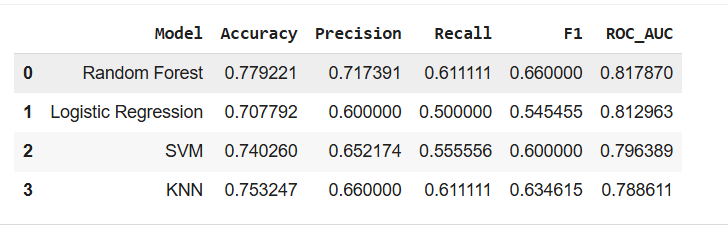 Model Accuracy Precision Recall F1 ROC_AUC
0 Random Forest 0.779221 0.717391 0.611111 0.660000 0.817870
1 Logistic Regression 0.707792 0.600000 0.500000 0.545455 0.812963
2 SVM 0.740260 0.652174 0.555556 0.600000 0.796389
3 KNN 0.753247 0.660000 0.611111 0.634615 0.788611